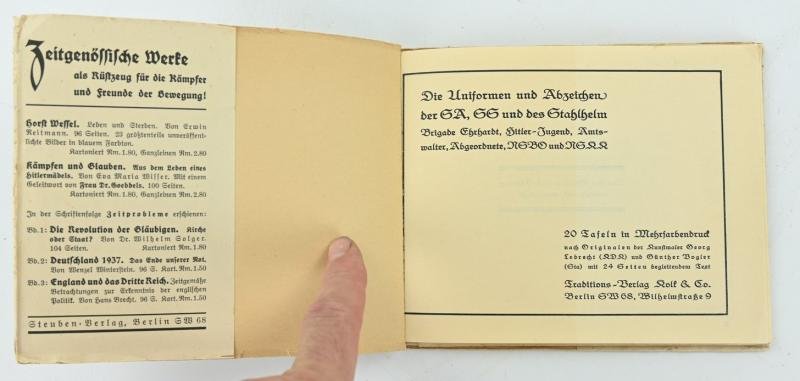 Zeitgenössische Werke
als Rüstzeug für die Kämpfer
und Freunde der Bewegung!
Horst Wessel. Leben und Sterben. Von Erwin
Reitmann. 96 Seiten. 23 größtenteils unveröffent-
lichte Bilder in blauem Farbton.
Kartoniert Rm. 1.80, Ganzleinen Rm. 2.80
Kämpfen und Glauben. Aus dem Leben eines
Hitlermädels. Von Eva Maria Wisser. Mit einem
Geleitwort von Frau Dr. Goebbels. 100 Seiten.
Kartoniert Rm. 1.80, Ganzleinen Rm. 2.80
In der Schriftenfolge Zeitprobleme erschienen:
Bd. 1: Die Revolution der Gläubigen. Kirche
oder Staat? Von Dr. Wilhelm Solger.
104 Seiten. Kartoniert Rm. 1.80
Bd. 2: Deutschland 1937. Das Ende unserer Not.
Von Wenzel Winterstein. 96 S. Kart. Rm. 1.50
Bd. 3: England und das Dritte Reich. Zeitgemäße
Betrachtungen zur Erkenntnis der englischen
Politik. Von Hans Brecht. 96 S. Kart. Rm. 1.50
Steuben-Verlag, Berlin SW 68
Die Uniformen und Abzeichen
der SA, SS und des Stahlhelm
Brigade Ehrhardt, Hitler-Jugend, Amts-
walter, Abgeordnete, NSBO und NSKK
20 Tafeln in Mehrfarbendruck
nach Originalen der Kunstmaler Georg
Lebrecht (KDK) und Günther Vogler
(Sta) mit 24 Seiten begleitendem Text
Traditions-Verlag Kolk & Co.
Berlin SW 68, Wilhelmstraße 9